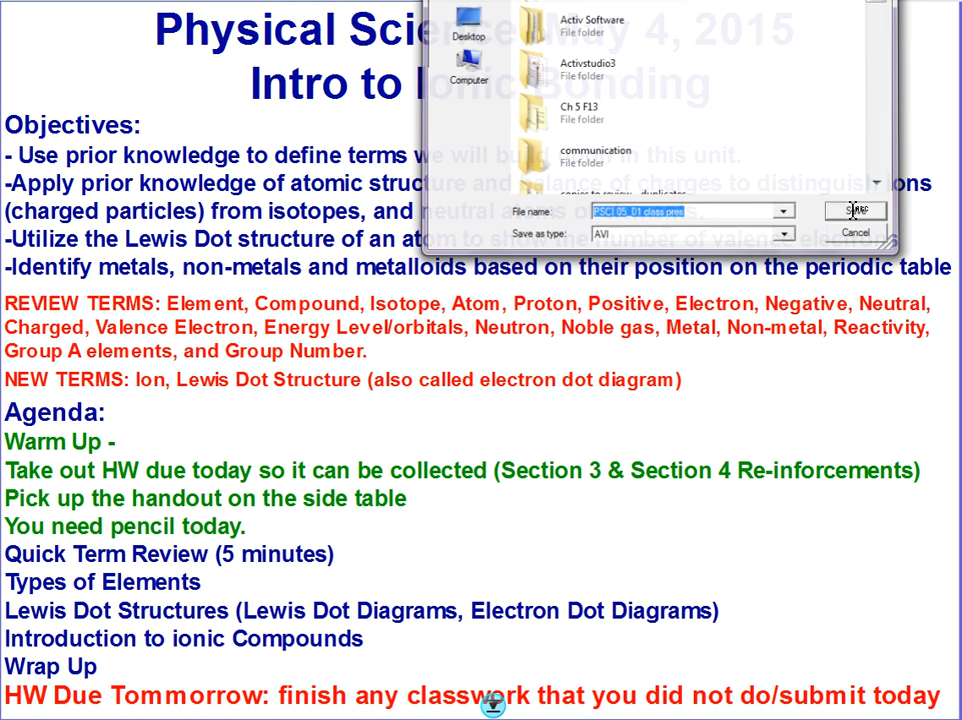 Physical Science May 4, 2015
Intro to Ionic Bonding
Objectives:
- Use prior knowledge to define terms we will build in this unit.
-Apply prior knowledge of atomic structure and balance of charges to distinguish ions
(charged particles) from isotopes, and neutral atoms
-Utilize the Lewis Dot structure of an atom to show the number of valence electrons
-Identify metals, non-metals and metalloids based on their position on the periodic table
REVIEW TERMS: Element, Compound, Isotope, Atom, Proton, Positive, Electron, Negative, Neutral,
Charged, Valence Electron, Energy Level/orbitals, Neutron, Noble gas, Metal, Non-metal, Reactivity,
Group A elements, and Group Number.
NEW TERMS: Ion, Lewis Dot Structure (also called electron dot diagram)
Agenda:
Warm Up -
Take out HW due today so it can be collected (Section 3 & Section 4 Re-inforcements)
Pick up the handout on the side table
You need pencil today.
Quick Term Review (5 minutes)
Types of Elements
Lewis Dot Structures (Lewis Dot Diagrams, Electron Dot Diagrams)
Introduction to ionic Compounds
Wrap Up
HW Due Tommorrow: finish any classwork that you did not do/submit today
Desktop
Computer
Activ Software
File folder
Activstudio3
File folder
Ch 5 F13
File folder
communication
File folder
File name:
PSCI 05_01 class pres
Save as type:
AVI
Save
Cancel